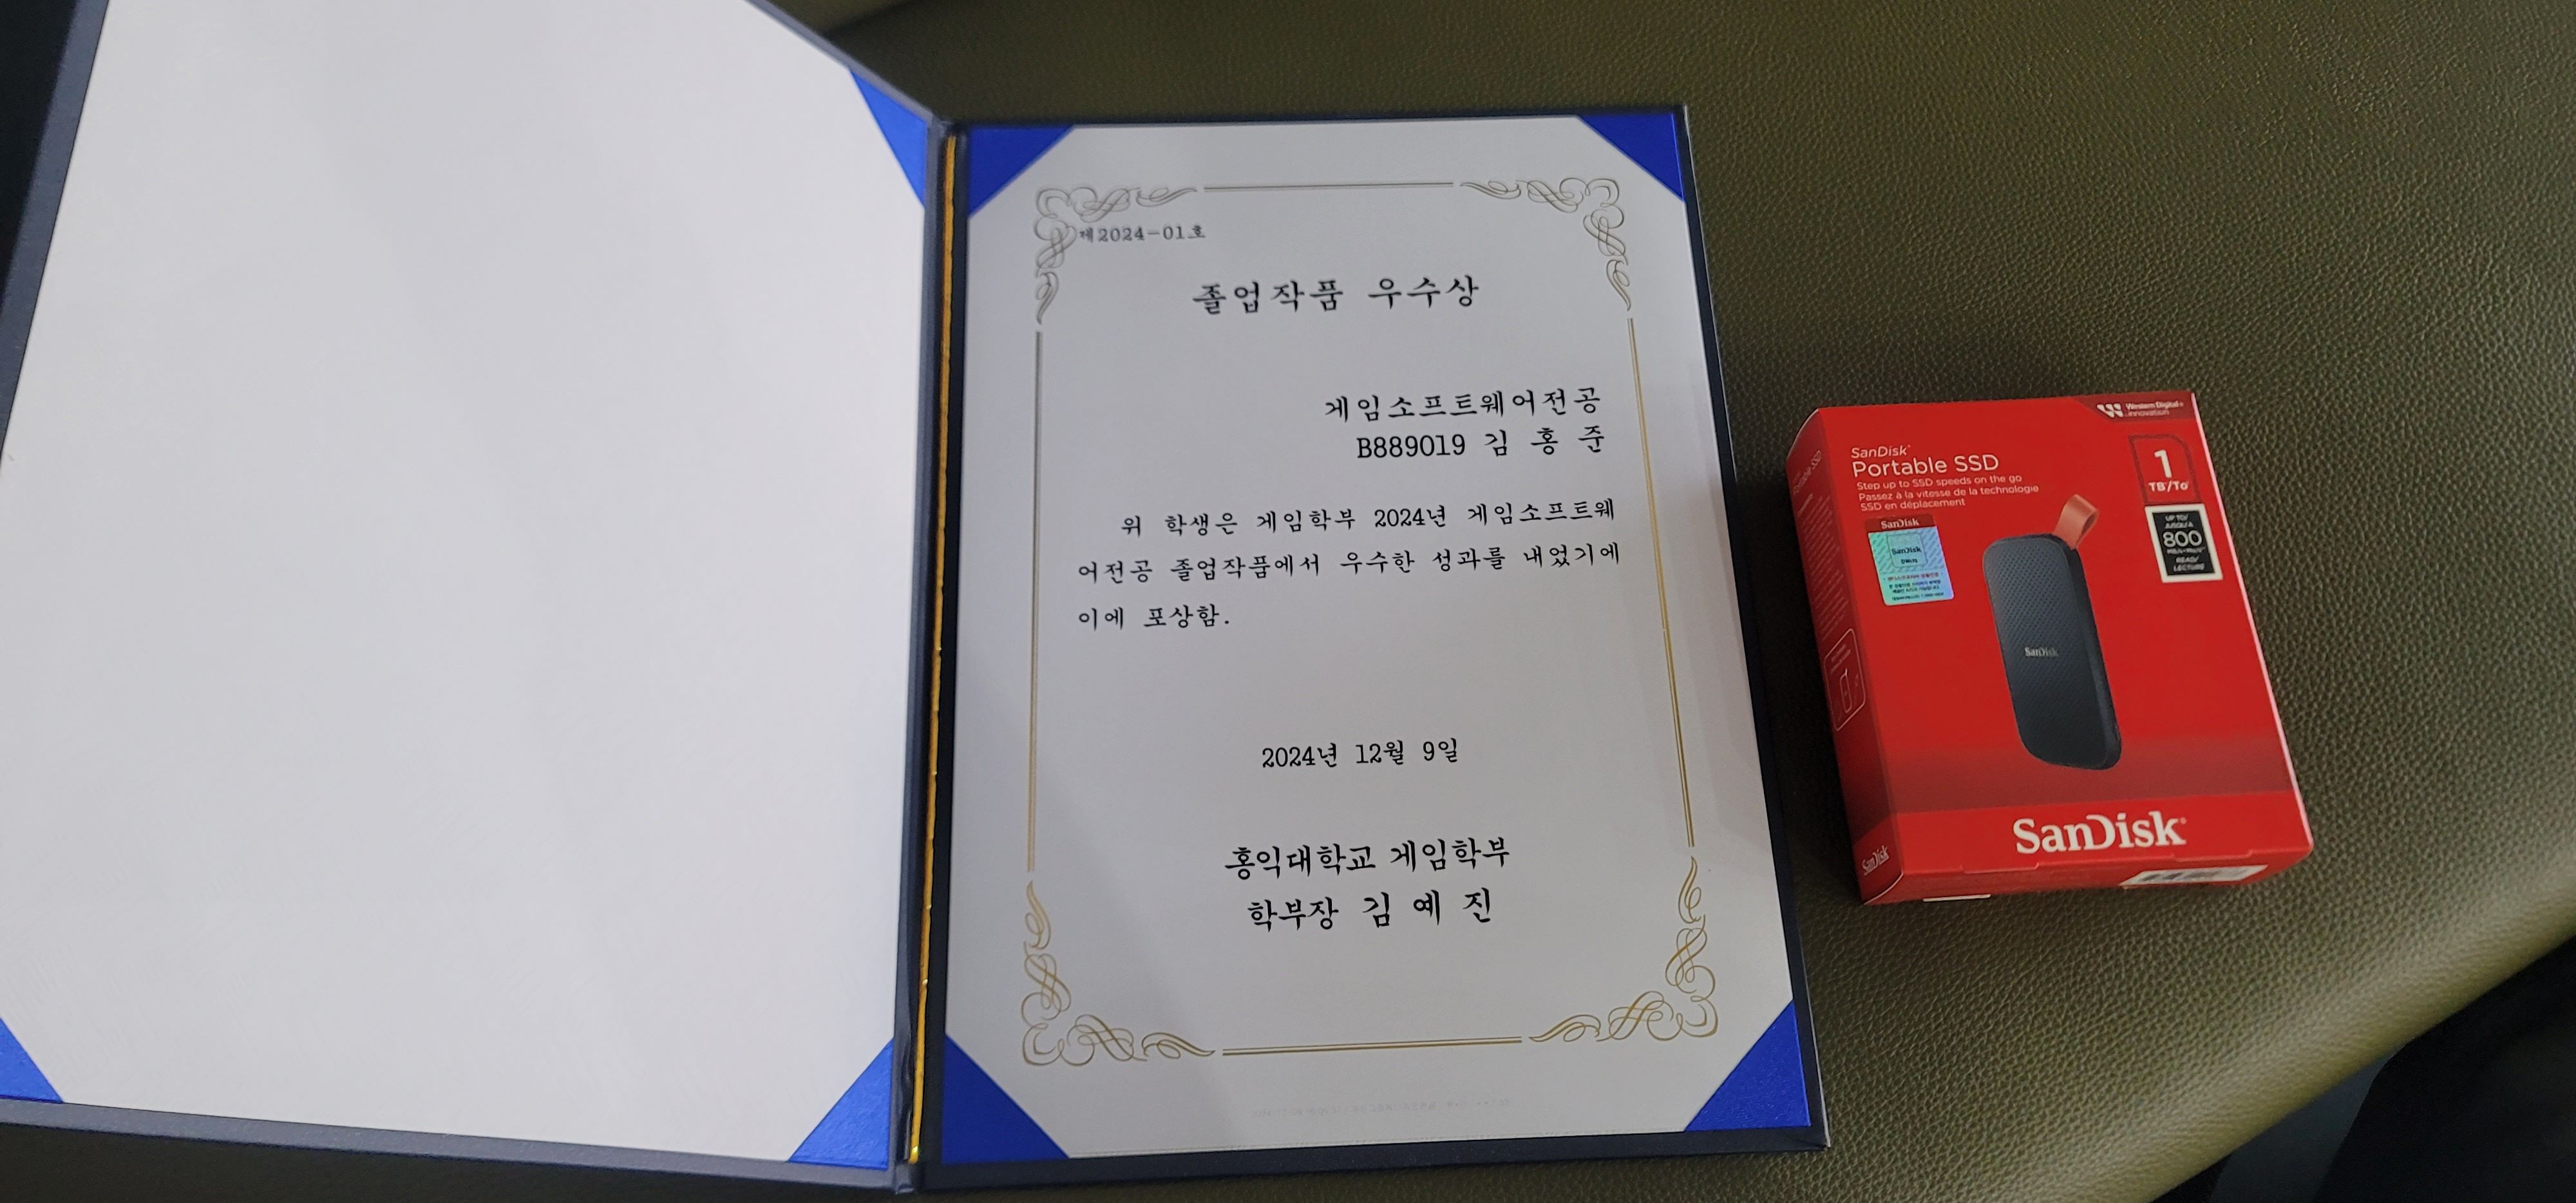 제2024-01호
졸업작품 우수상
게임소프트웨어전공
B889019 김 홍 준
위 학생은 게임학부 2024년 게임소프트웨
어전공 졸업작품에서 우수한 성과를 내었기에
이에 포상함.
2024년 12월 9일
홍익대학교 게임학부
학부장 김 예 진
Western Digital
innovation
SanDisk
Portable SSD
Step up to SSD speeds on the go
Passez à la vitesse de la technologie
SSD en déplacement
1
TB/To
UP TO/
JUSQU'À
800
READ/
LECTURE
SanDisk
SanDisk
SanDisk
SanDisk
SanDisk